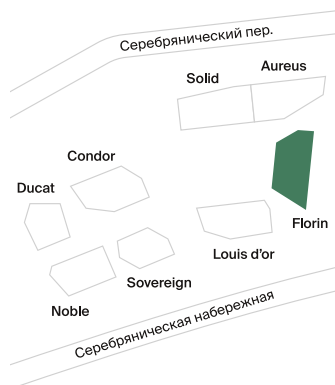 Серебрянический пер.
Solid
Aureus
Condor
Ducat
Florin
Louis d’or
Sovereign
Noble
Серебряническая набережная